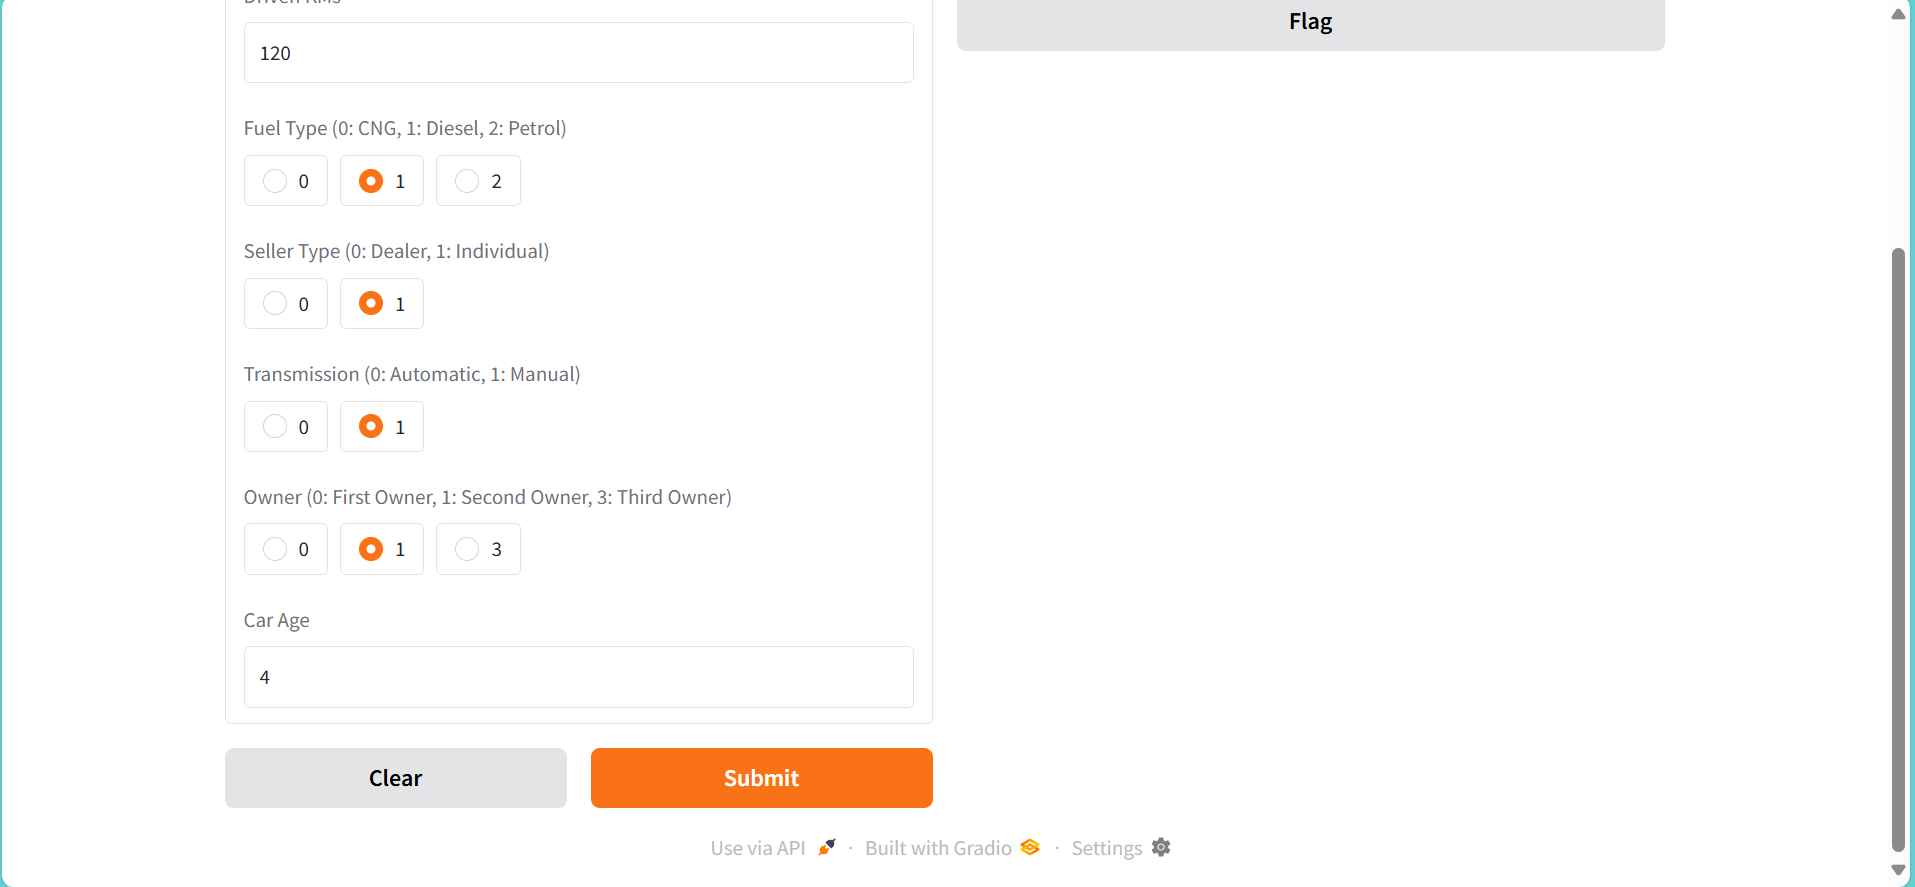 Driven KMs
Flag
120
Fuel Type (0: CNG, 1: Diesel, 2: Petrol)
0 1 2
Seller Type (0: Dealer, 1: Individual)
0 1
Transmission (0: Automatic, 1: Manual)
0 1
Owner (0: First Owner, 1: Second Owner, 3: Third Owner)
0 1 3
Car Age
4
Clear Submit
Use via API · Built with Gradio · Settings